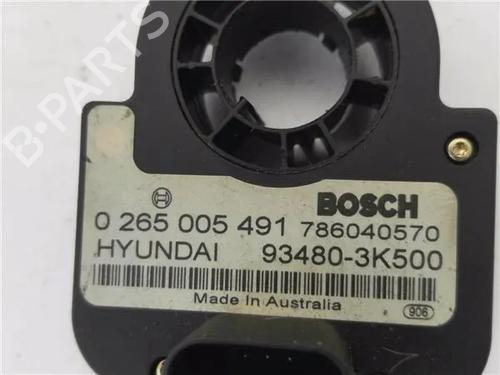 B-PARTS
BOSCH
0 265 005 491 786040570
HYUNDAI 93480-3K500
Made In Australia
906